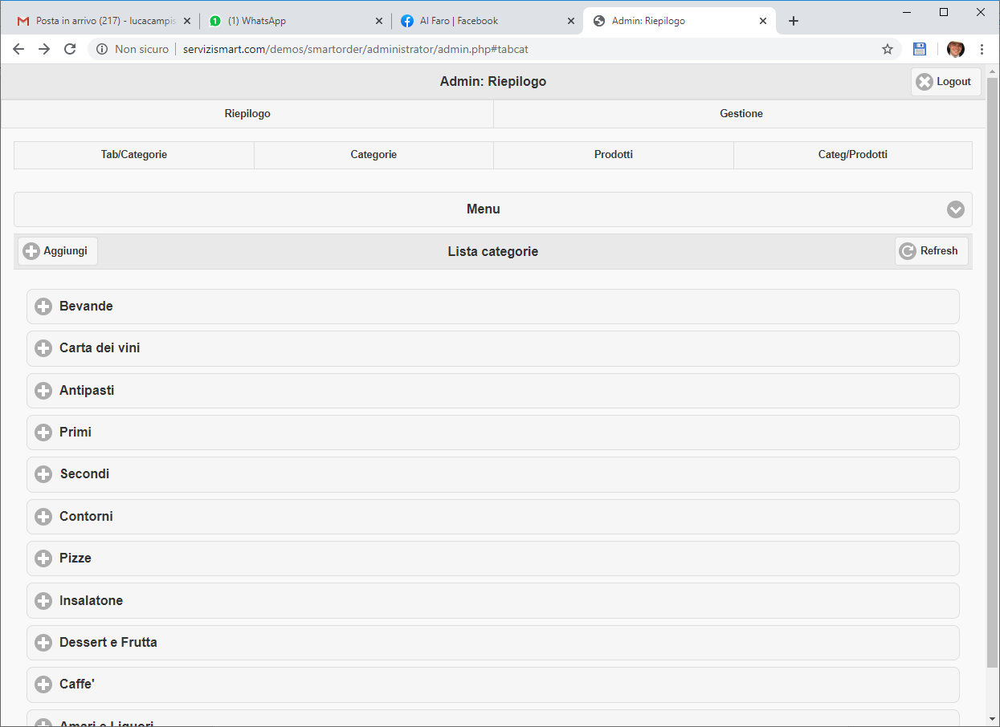 Posta in arrivo (217) - lucacampis
1 (1) WhatsApp
Al Faro | Facebook
Admin: Riepilogo
Non sicuro servizismart.com/demos/smartorder/administrator/admin.php#tabcat
Admin: Riepilogo
Logout
Riepilogo
Gestione
Tab/Categorie
Categorie
Prodotti
Categ/Prodotti
Menu
Aggiungi
Lista categorie
Refresh
Bevande
Carta dei vini
Antipasti
Primi
Secondi
Contorni
Pizze
Insalatone
Dessert e Frutta
Caffe'
Amari e Liquori